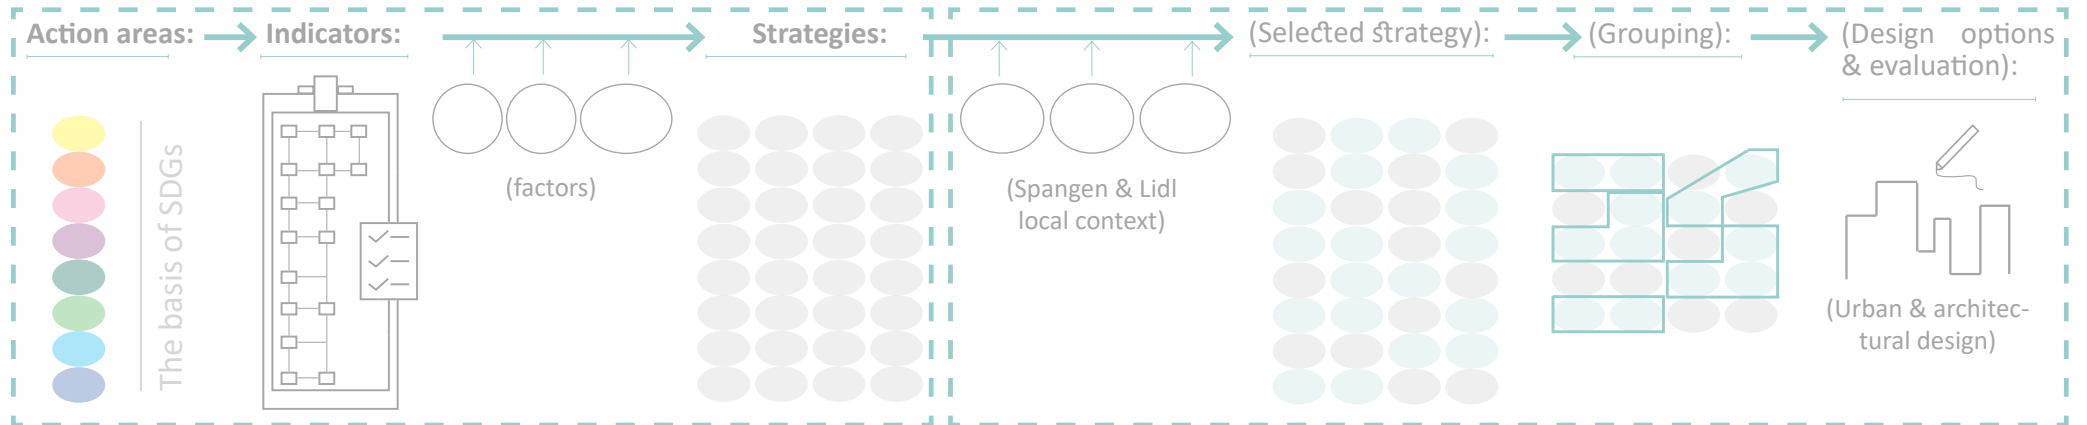 Action areas:
Indicators:
Strategies:
(Selected strategy):
(Grouping):
(Design options
& evaluation):
The basis of SDGs
(factors)
(Spangen & Lidl
local context)
(Urban & architec-
tural design)